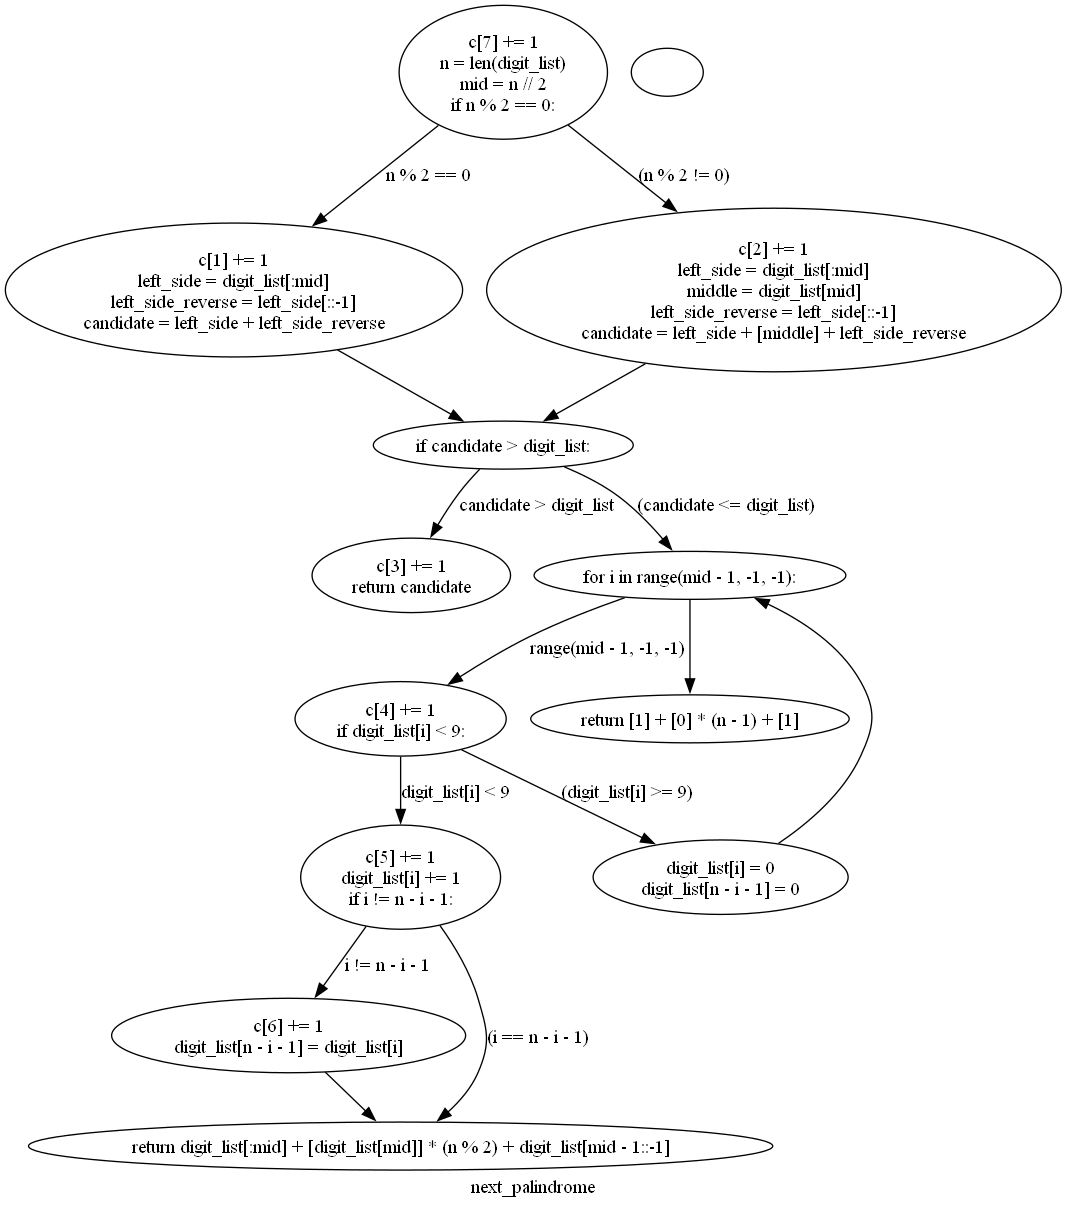 c[7] += 1
n = len(digit_list)
mid = n // 2
if n % 2 == 0:
n % 2 == 0
(n % 2 != 0)
c[1] += 1
left_side = digit_list[:mid]
left_side_reverse = left_side[::-1]
candidate = left_side + left_side_reverse
c[2] += 1
left_side = digit_list[:mid]
middle = digit_list[mid]
left_side_reverse = left_side[::-1]
candidate = left_side + [middle] + left_side_reverse
if candidate > digit_list:
candidate > digit_list
(candidate <= digit_list)
c[3] += 1
return candidate
for i in range(mid - 1, -1, -1):
range(mid - 1, -1, -1)
c[4] += 1
if digit_list[i] < 9:
return [1] + [0] * (n - 1) + [1]
digit_list[i] < 9
(digit_list[i] >= 9)
c[5] += 1
digit_list[i] += 1
if i != n - i - 1:
digit_list[i] = 0
digit_list[n - i - 1] = 0
i != n - i - 1
(i == n - i - 1)
c[6] += 1
digit_list[n - i - 1] = digit_list[i]
return digit_list[:mid] + [digit_list[mid]] * (n % 2) + digit_list[mid - 1::-1]
next_palindrome